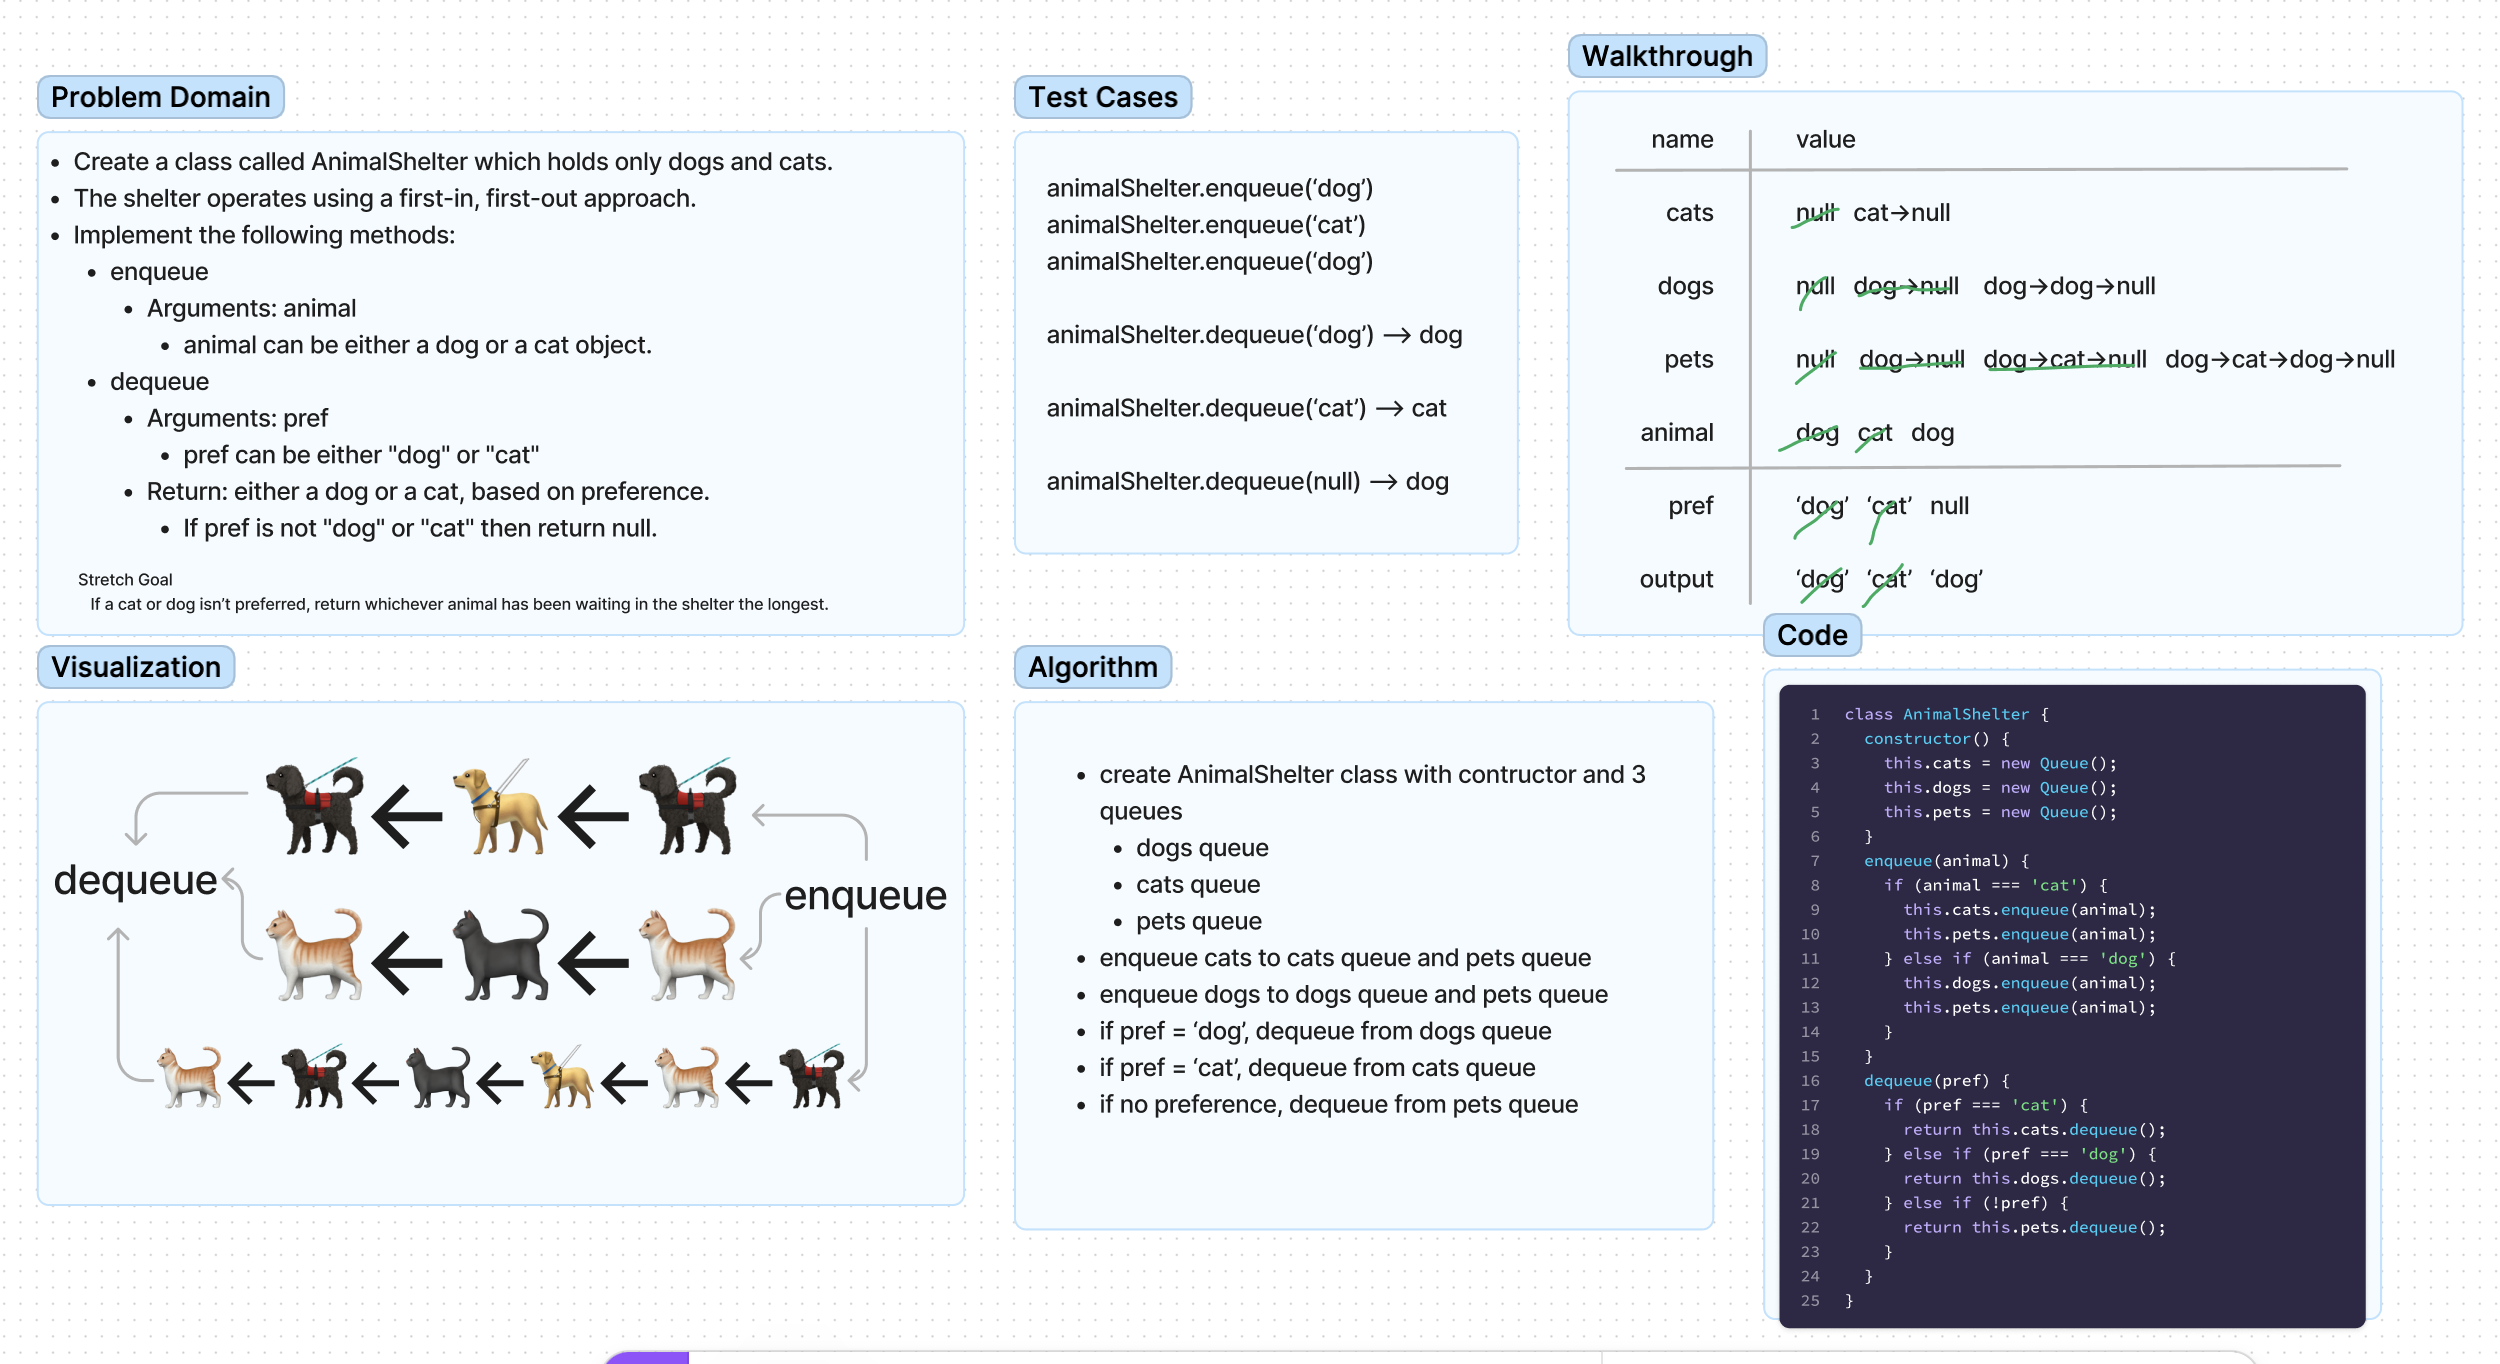 Problem Domain
• Create a class called AnimalShelter which holds only dogs and cats.
• The shelter operates using a first-in, first-out approach.
• Implement the following methods:
• enqueue
• Arguments: animal
• animal can be either a dog or a cat object.
• dequeue
• Arguments: pref
• pref can be either "dog" or "cat"
• Return: either a dog or a cat, based on preference.
• If pref is not "dog" or "cat" then return null.
Stretch Goal
If a cat or dog isn’t preferred, return whichever animal has been waiting in the shelter the longest.
Test Cases
animalShelter.enqueue(‘dog’)
animalShelter.enqueue(‘cat’)
animalShelter.enqueue(‘dog’)
animalShelter.dequeue(‘dog’) —> dog
animalShelter.dequeue(‘cat’) —> cat
animalShelter.dequeue(null) —> dog
Walkthrough
name value
cats null cat->null
dogs null dog->null dog->dog->null
pets null dog->null dog->cat->null dog->cat->dog->null
animal dog cat dog
pref ‘dog’ ‘cat’ null
output ‘dog’ ‘cat’ ‘dog’
Visualization
dequeue
enqueue
Algorithm
• create AnimalShelter class with contructor and 3
queues
• dogs queue
• cats queue
• pets queue
• enqueue cats to cats queue and pets queue
• enqueue dogs to dogs queue and pets queue
• if pref = ‘dog’, dequeue from dogs queue
• if pref = ‘cat’, dequeue from cats queue
• if no preference, dequeue from pets queue
Code
1 class AnimalShelter {
2 constructor() {
3 this.cats = new Queue();
4 this.dogs = new Queue();
5 this.pets = new Queue();
6 }
7 enqueue(animal) {
8 if (animal === 'cat') {
9 this.cats.enqueue(animal);
10 this.pets.enqueue(animal);
11 } else if (animal === 'dog') {
12 this.dogs.enqueue(animal);
13 this.pets.enqueue(animal);
14 }
15 }
16 dequeue(pref) {
17 if (pref === 'cat') {
18 return this.cats.dequeue();
19 } else if (pref === 'dog') {
20 return this.dogs.dequeue();
21 } else if (!pref) {
22 return this.pets.dequeue();
23 }
24 }
25 }